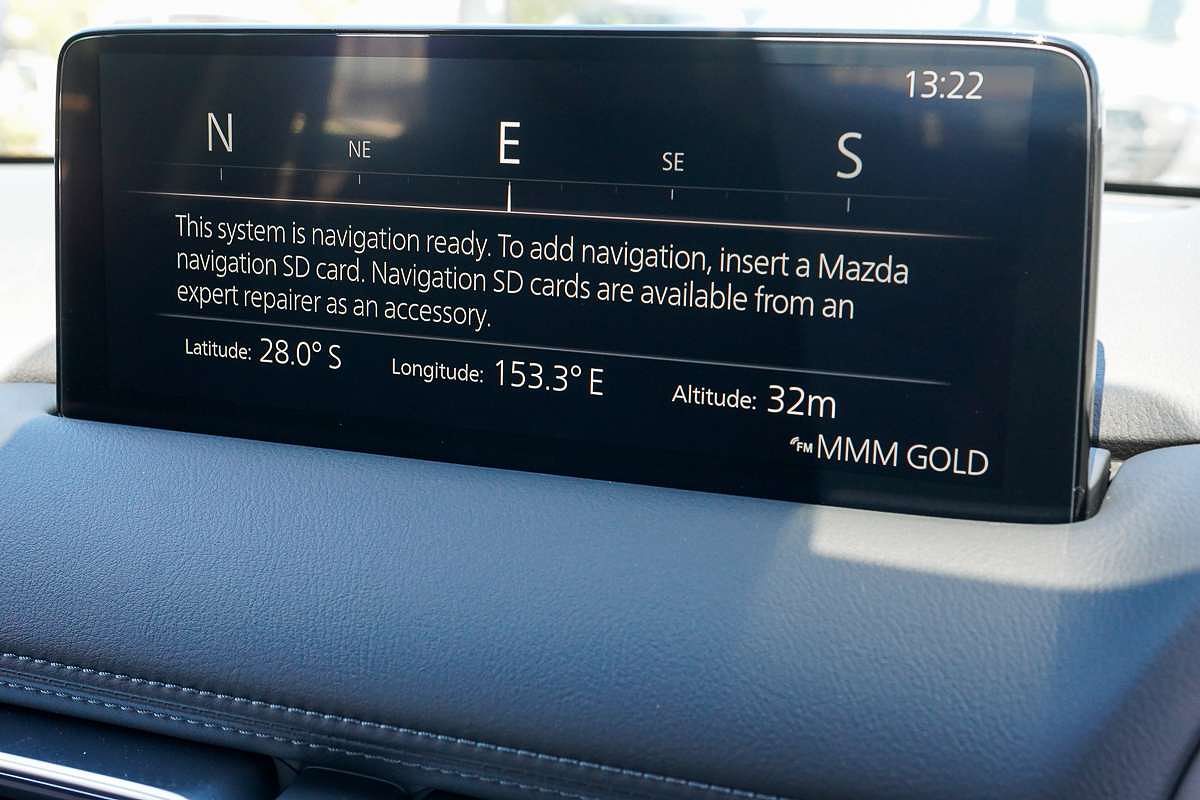 13:22
N NE E SE S
This system is navigation ready. To add navigation, insert a Mazda
navigation SD card. Navigation SD cards are available from an
expert repairer as an accessory.
Latitude: 28.0° S Longitude: 153.3° E Altitude: 32m
FM MMM GOLD